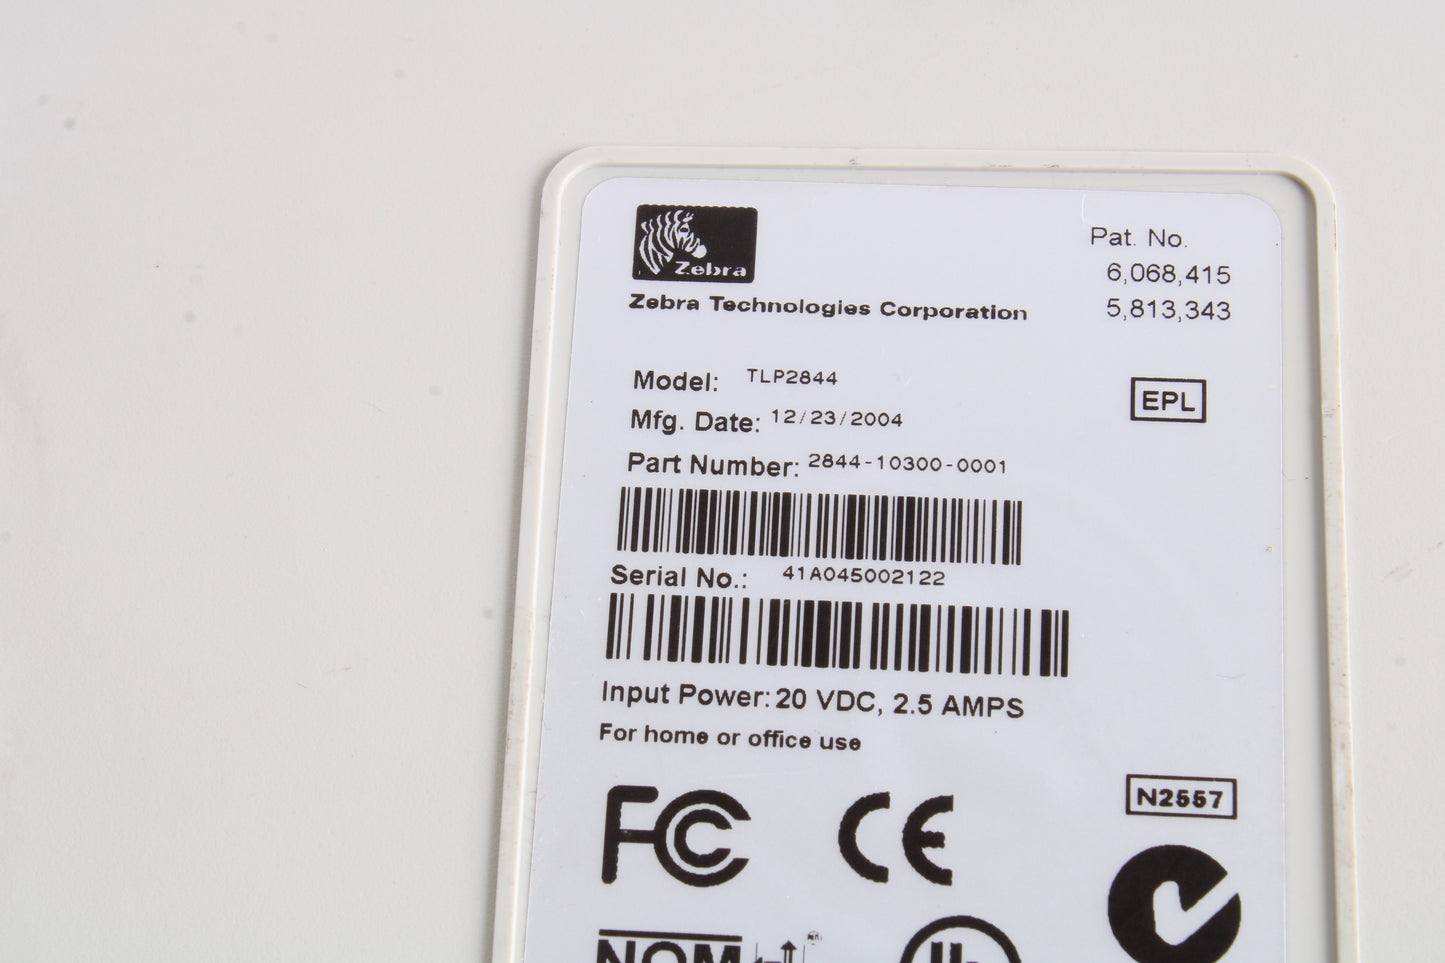 Zebra
Zebra Technologies Corporation
Pat. No.
6,068,415
5,813,343
Model: TLP2844
EPL
Mfg. Date: 12/23/2004
Part Number: 2844-10300-0001
Serial No.: 41A045002122
Input Power: 20 VDC, 2.5 AMPS
For home or office use
N2557
FC CE
NOM